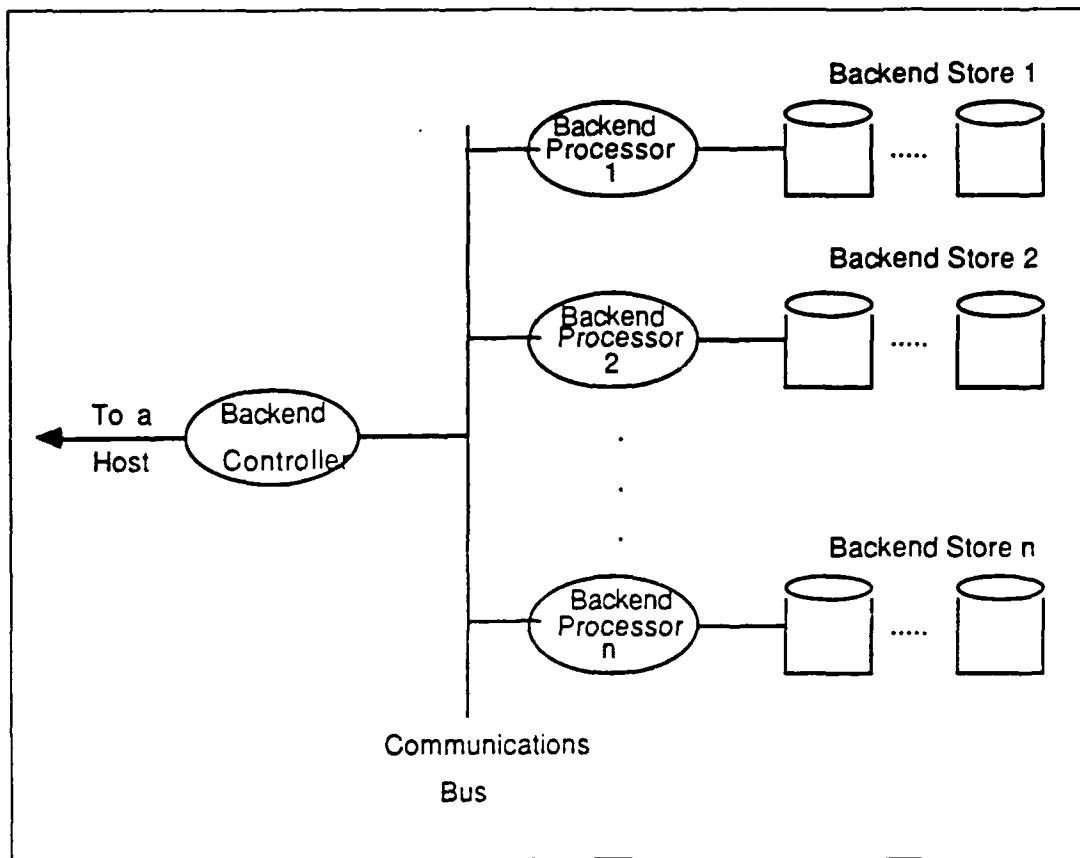 Backend Store 1
Backend
Processor
1
.....
Backend Store 2
Backend
Processor
2
.....
To a
Host
Backend
Controller
Backend Store n
Backend
Processor
n
.....
Communications
Bus